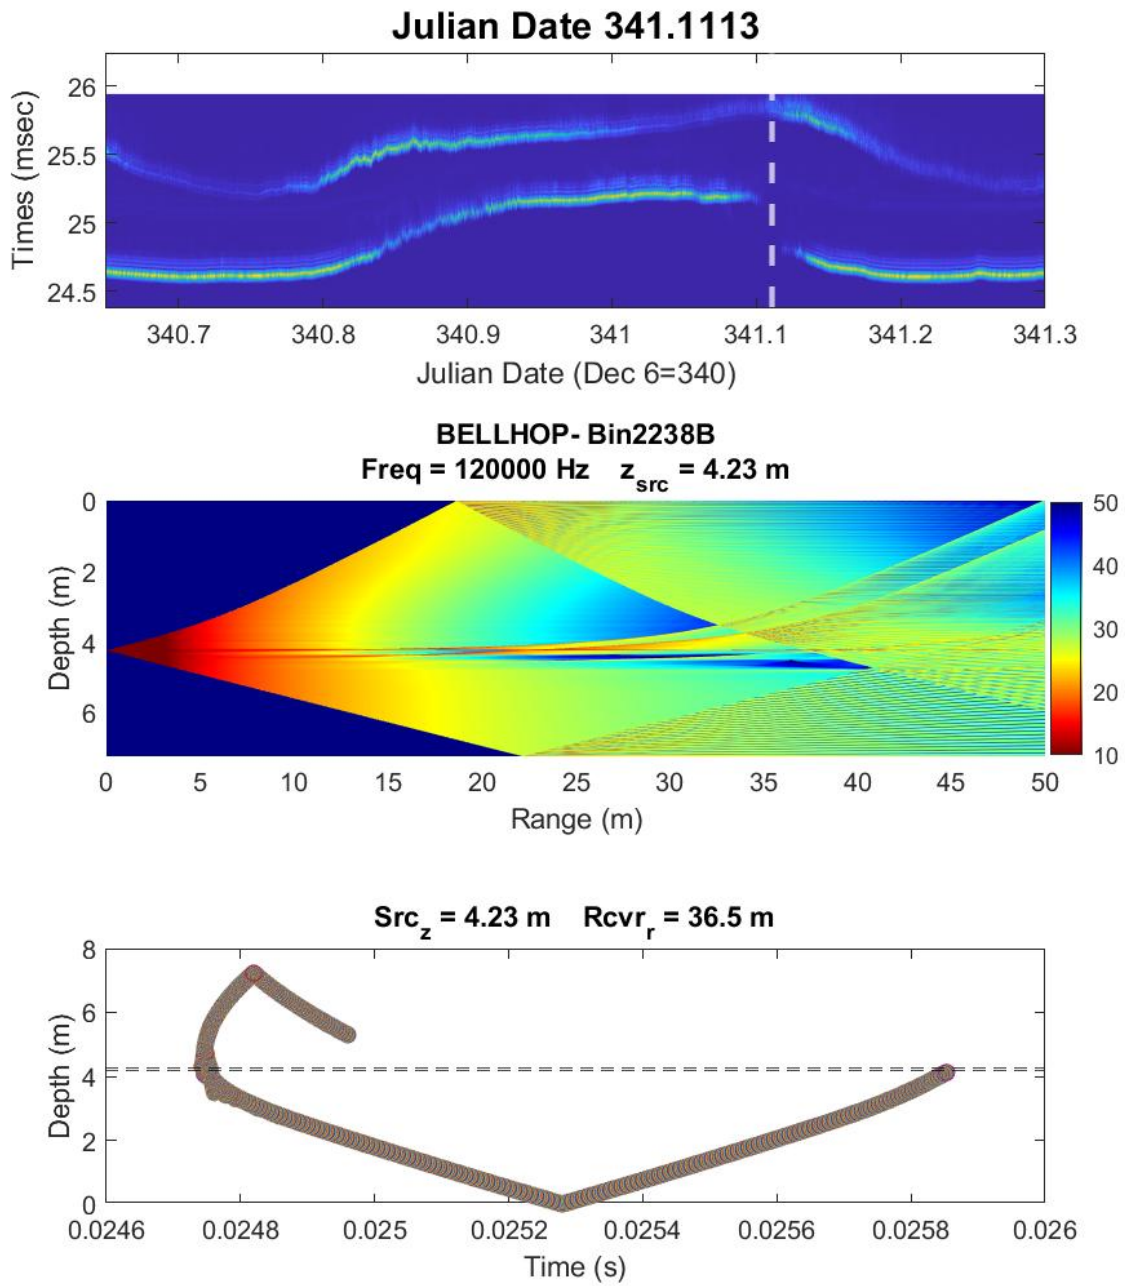 Julian Date 341.1113
Times (msec)
26
25.5
25
24.5
340.7 340.8 340.9 341 341.1 341.2 341.3
Julian Date (Dec 6=340)
BELLHOP- Bin2238B
Freq = 120000 Hz z_src = 4.23 m
Depth (m)
0
2
4
6
50
40
30
20
10
0 5 10 15 20 25 30 35 40 45 50
Range (m)
Src_z = 4.23 m Rcvr_r = 36.5 m
Depth (m)
8
6
4
2
0
0.0246 0.0248 0.025 0.0252 0.0254 0.0256 0.0258 0.026
Time (s)